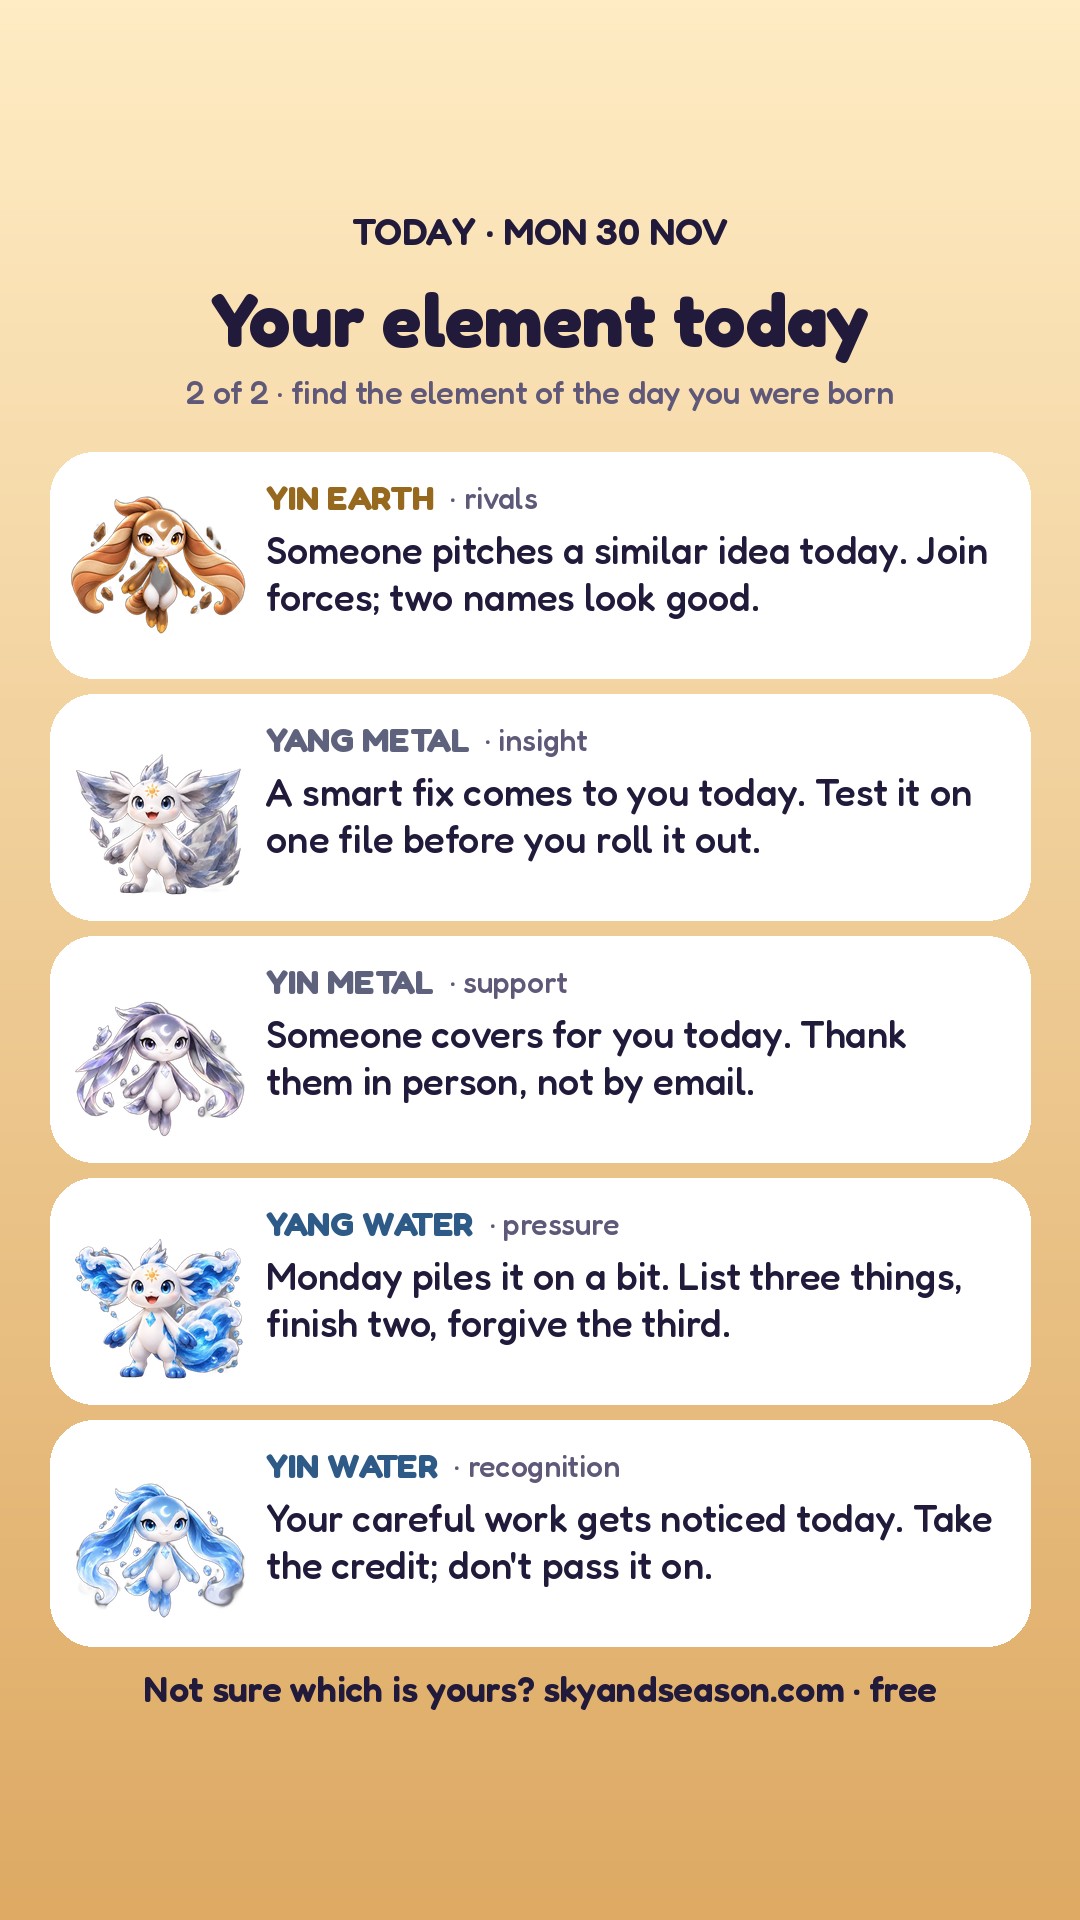 TODAY · MON 30 NOV
Your element today
2 of 2 · find the element of the day you were born
YIN EARTH · rivals
Someone pitches a similar idea today. Join
forces; two names look good.
YANG METAL · insight
A smart fix comes to you today. Test it on
one file before you roll it out.
YIN METAL · support
Someone covers for you today. Thank
them in person, not by email.
YANG WATER · pressure
Monday piles it on a bit. List three things,
finish two, forgive the third.
YIN WATER · recognition
Your careful work gets noticed today. Take
the credit; don't pass it on.
Not sure which is yours? skyandseason.com · free